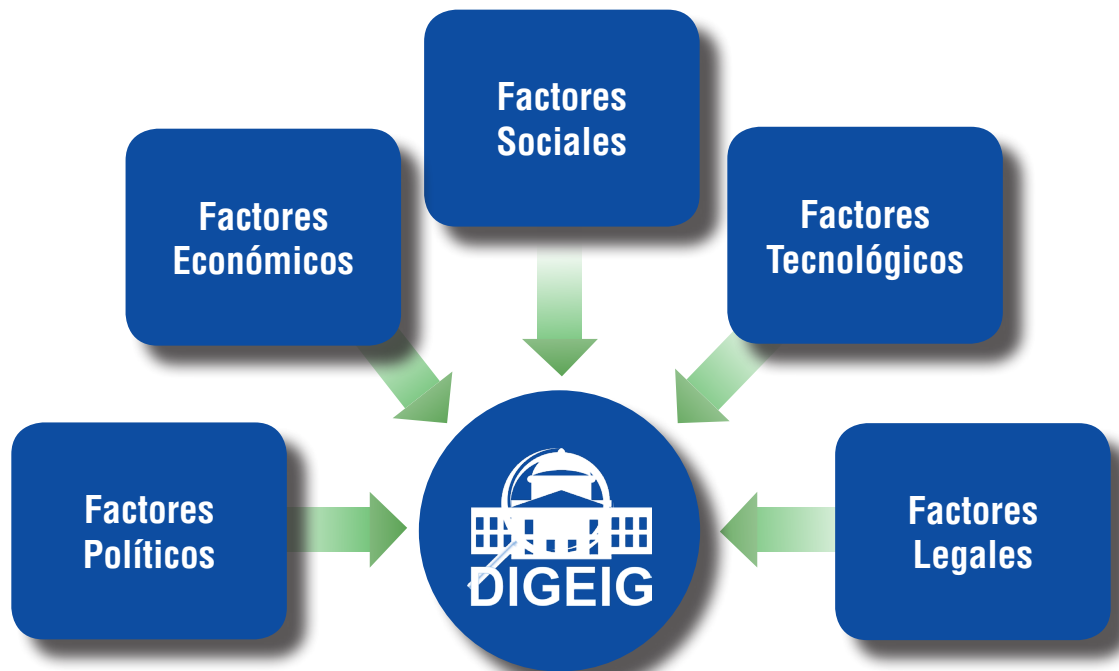 Factores
Sociales
Factores
Económicos
Factores
Tecnológicos
Factores
Políticos
Factores
Legales
DIGEIG